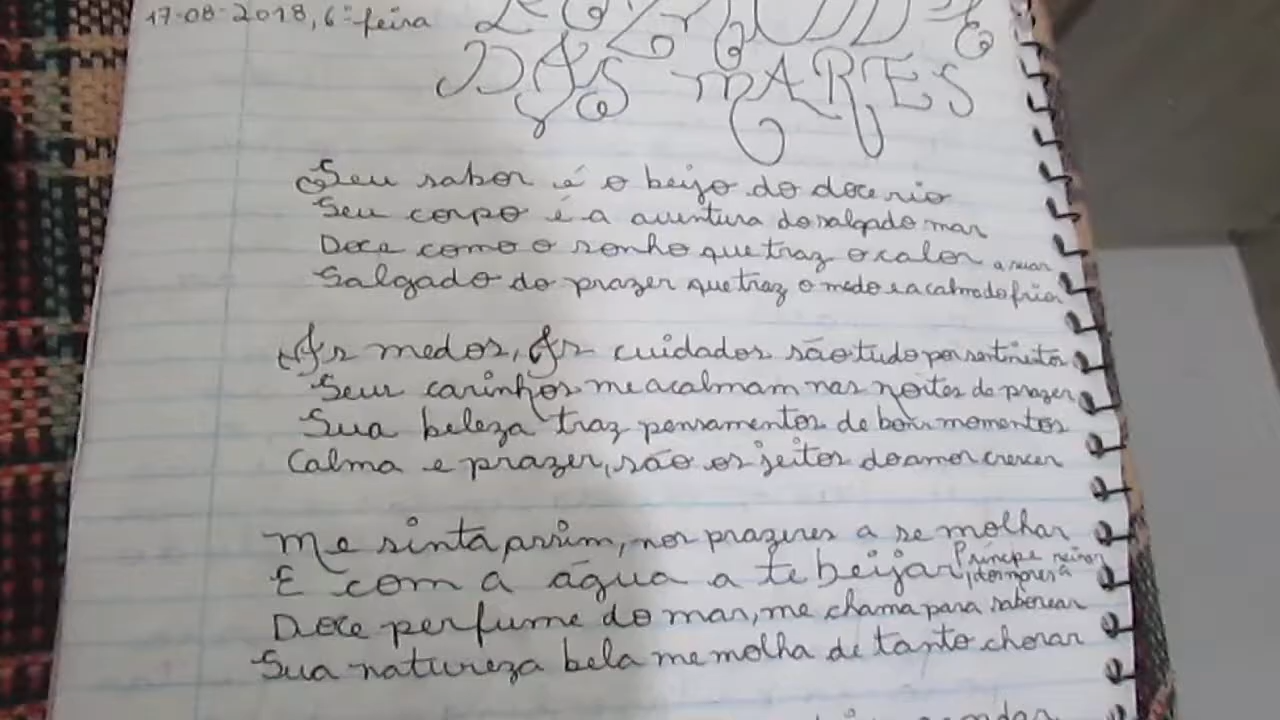 17-08-2018, 6ª feira
DAS MARES
Seu sabor é o beijo do doce rio
Seu corpo é a aventura do salgado mar
Doce como o sonho que traz o calor a suar
Salgado do prazer que traz o medo e a calma do frio
Os medos, Os cuidados são tudo por sentimentos
Seus carinhos me acalmam nas noites de prazer
Sua beleza traz pensamentos de bons momentos
Calma e prazer, são os jeitos do amor crescer
Me sinta assim, nos prazeres a se molhar
E com a água a te beijar, Príncipe
dos mares
Doce perfume do mar, me chama para saborear
Sua natureza bela me molha de tanto chorar